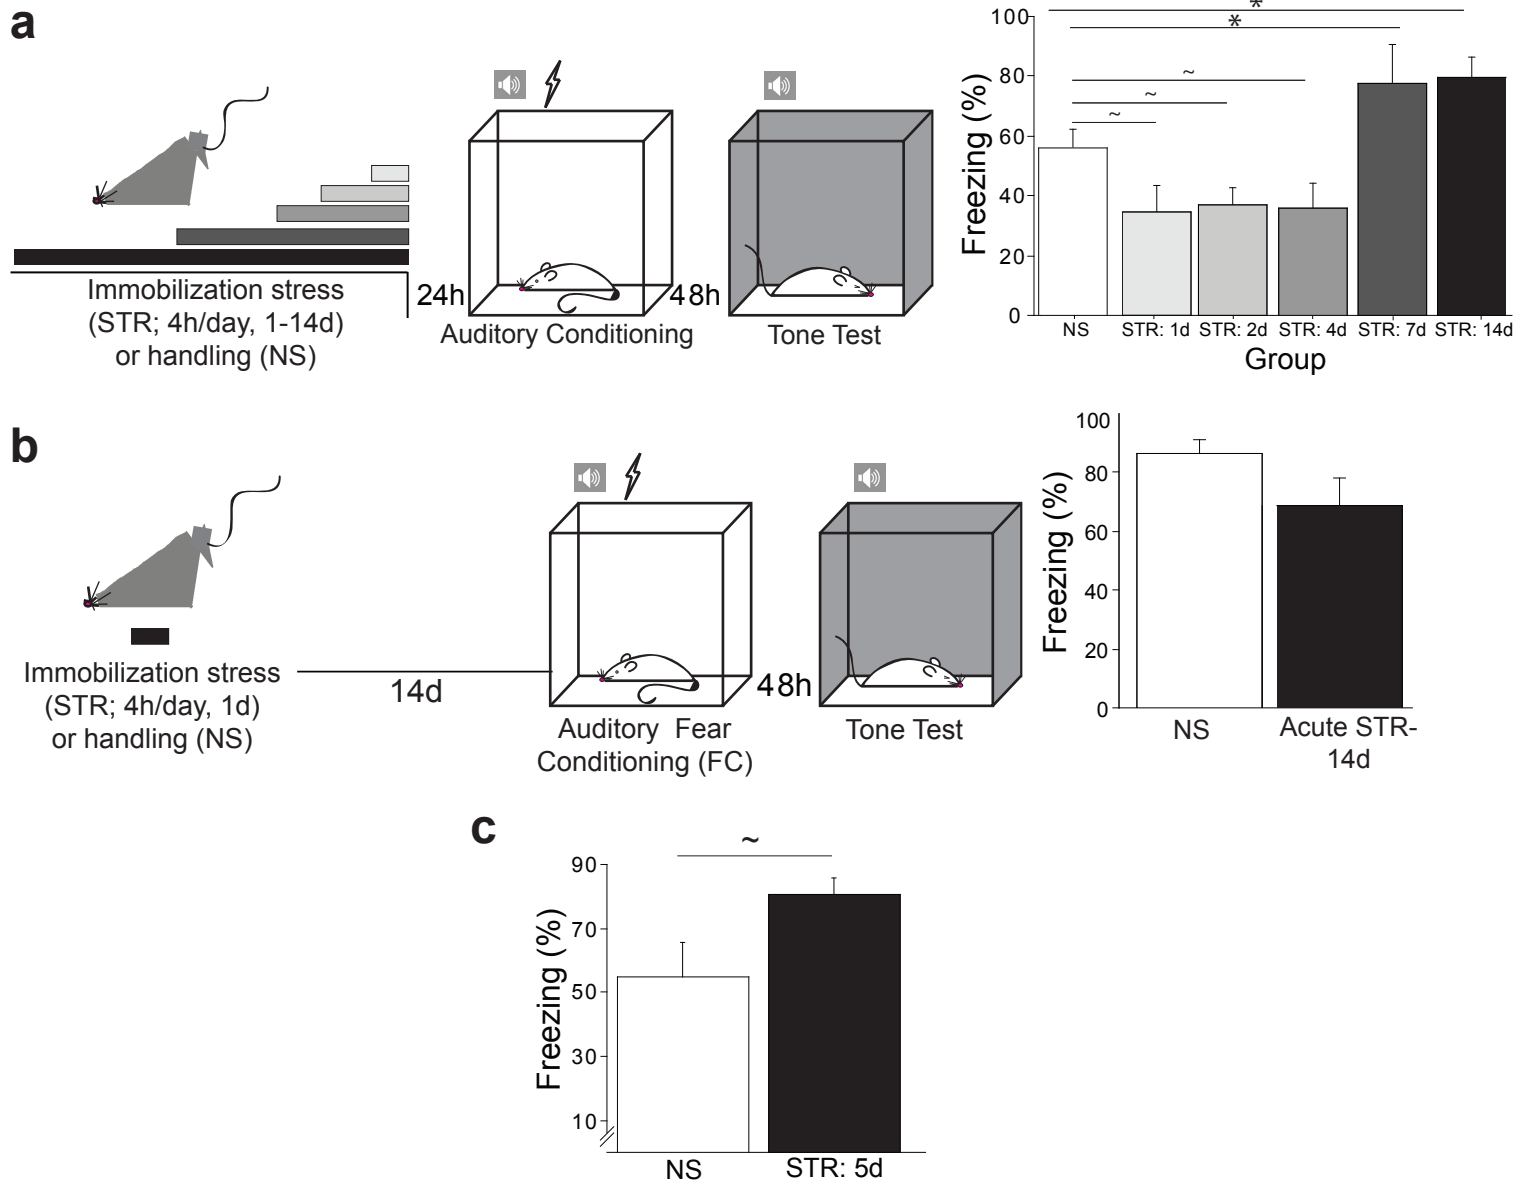 a
Immobilization stress
(STR; 4h/day, 1-14d)
or handling (NS)
24h
Auditory Conditioning
48h
Tone Test
*
*
~
~
~
Freezing (%)
100
80
60
40
20
0
NS STR: 1d STR: 2d STR: 4d STR: 7d STR: 14d
Group
b
Immobilization stress
(STR; 4h/day, 1d)
or handling (NS)
14d
Auditory Fear
Conditioning (FC)
48h
Tone Test
Freezing (%)
100
80
60
40
20
0
NS
Acute STR-
14d
c
~
Freezing (%)
90
70
50
30
10
NS STR: 5d